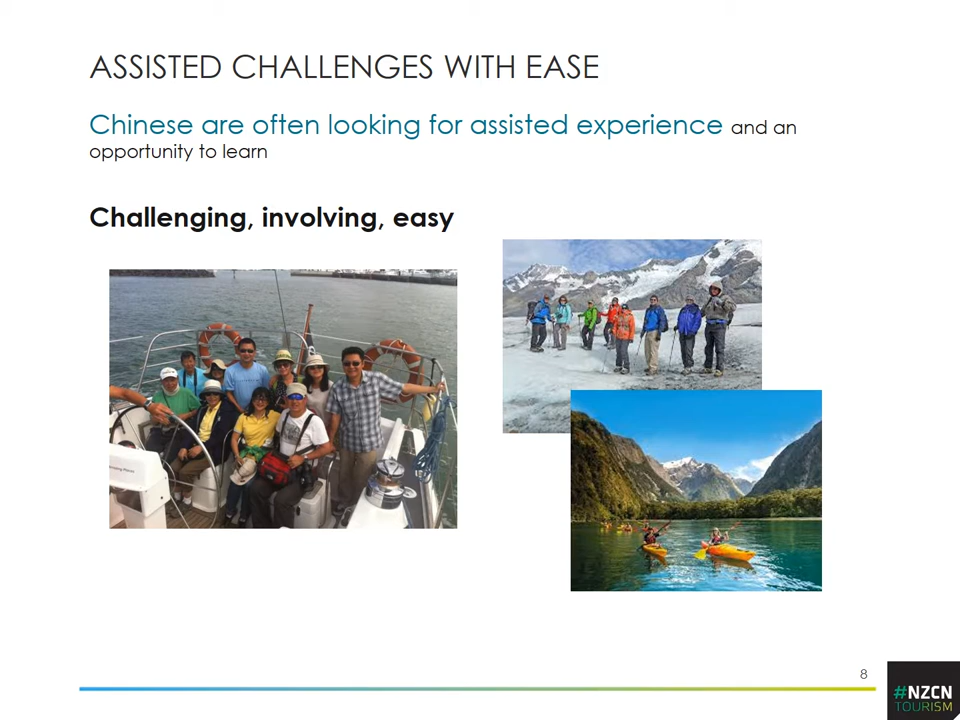 ASSISTED CHALLENGES WITH EASE
Chinese are often looking for assisted experience and an
opportunity to learn
Challenging, involving, easy
8
#NZCN
TOURISM